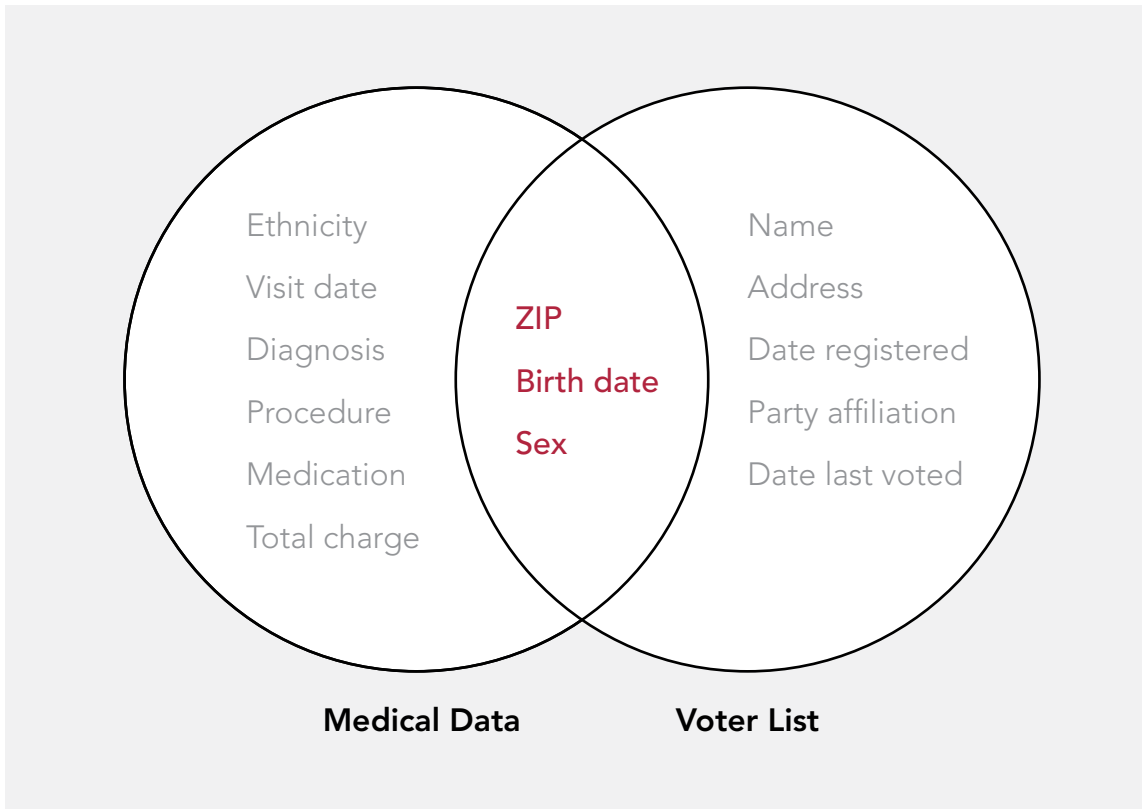 Ethnicity
Visit date
Diagnosis
Procedure
Medication
Total charge
ZIP
Birth date
Sex
Name
Address
Date registered
Party affiliation
Date last voted
Medical Data
Voter List